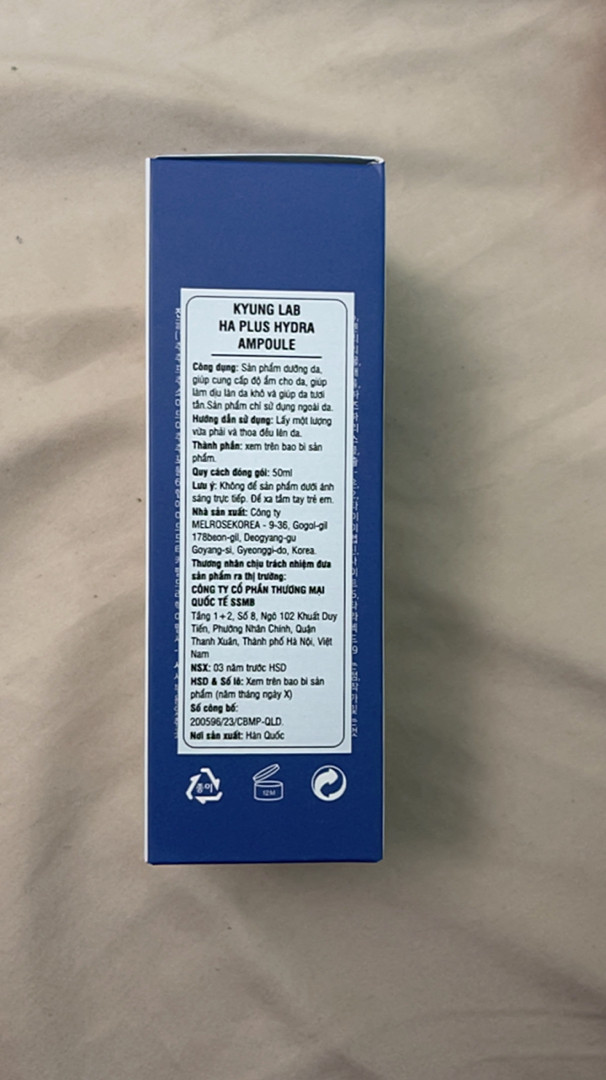 KYUNG LAB
HA PLUS HYDRA
AMPOULE
Công dụng: Sản phẩm dưỡng da,
giúp cung cấp độ ẩm cho da, giúp
làm dịu làn da khô và giúp da tươi
tắn.Sản phẩm chỉ sử dụng ngoài da.
Hướng dẫn sử dụng: Lấy một lượng
vừa phải và thoa đều lên da.
Thành phần: xem trên bao bì sản
phẩm.
Quy cách đóng gói: 50ml
Lưu ý: Không để sản phẩm dưới ánh
sáng trực tiếp. Để xa tầm tay trẻ em.
Nhà sản xuất: Công ty
MELROSEKOREA - 9-36, Gogol-gil
178beon-gil, Deogyang-gu
Goyang-si, Gyeonggi-do, Korea.
Thương nhân chịu trách nhiệm đưa
sản phẩm ra thị trường:
CÔNG TY CỔ PHẦN THƯƠNG MẠI
QUỐC TẾ SSMB
Tầng 1+2, Số 8, Ngõ 102 Khuất Duy
Tiến, Phường Nhân Chính, Quận
Thanh Xuân, Thành phố Hà Nội, Việt
Nam
NSX: 03 năm trước HSD
HSD & Số lô: Xem trên bao bì sản
phẩm (năm tháng ngày X)
Số công bố:
200596/23/CBMP-QLD.
Nơi sản xuất: Hàn Quốc
종이
12M